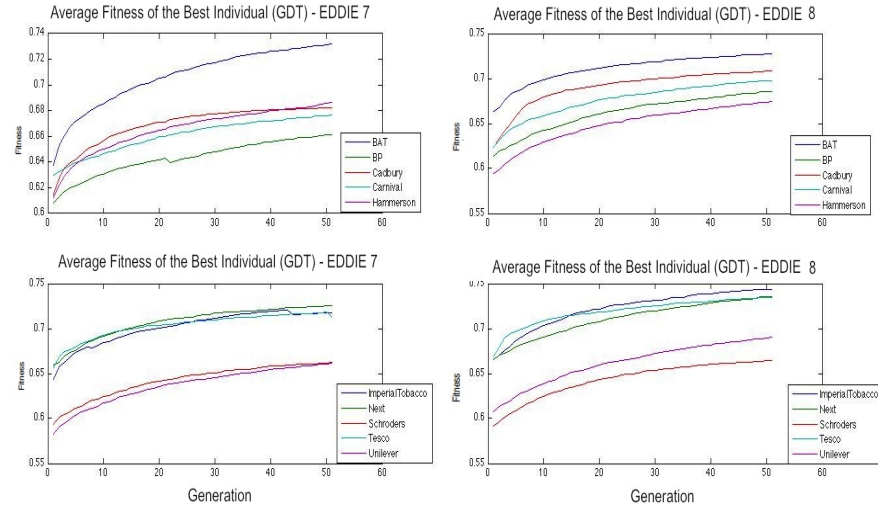 Average Fitness of the Best Individual (GDT) - EDDIE 7
0.74
0.72
0.7
0.68
0.66
0.64
0.62
0.6
Fitness
0 10 20 30 40 50 60
BAT
BP
Cadbury
Carnival
Hammerson
Average Fitness of the Best Individual (GDT) - EDDIE 8
0.75
0.7
0.65
0.6
0.55
Fitness
0 10 20 30 40 50 60
BAT
BP
Cadbury
Carnival
Hammerson
Average Fitness of the Best Individual (GDT) - EDDIE 7
0.75
0.7
0.65
0.6
0.55
Fitness
0 10 20 30 40 50 60
ImperialTobacco
Next
Schroders
Tesco
Unilever
Generation
Average Fitness of the Best Individual (GDT) - EDDIE 8
0.75
0.7
0.65
0.6
0.55
Fitness
0 10 20 30 40 50 60
ImperialTobacco
Next
Schroders
Tesco
Unilever
Generation